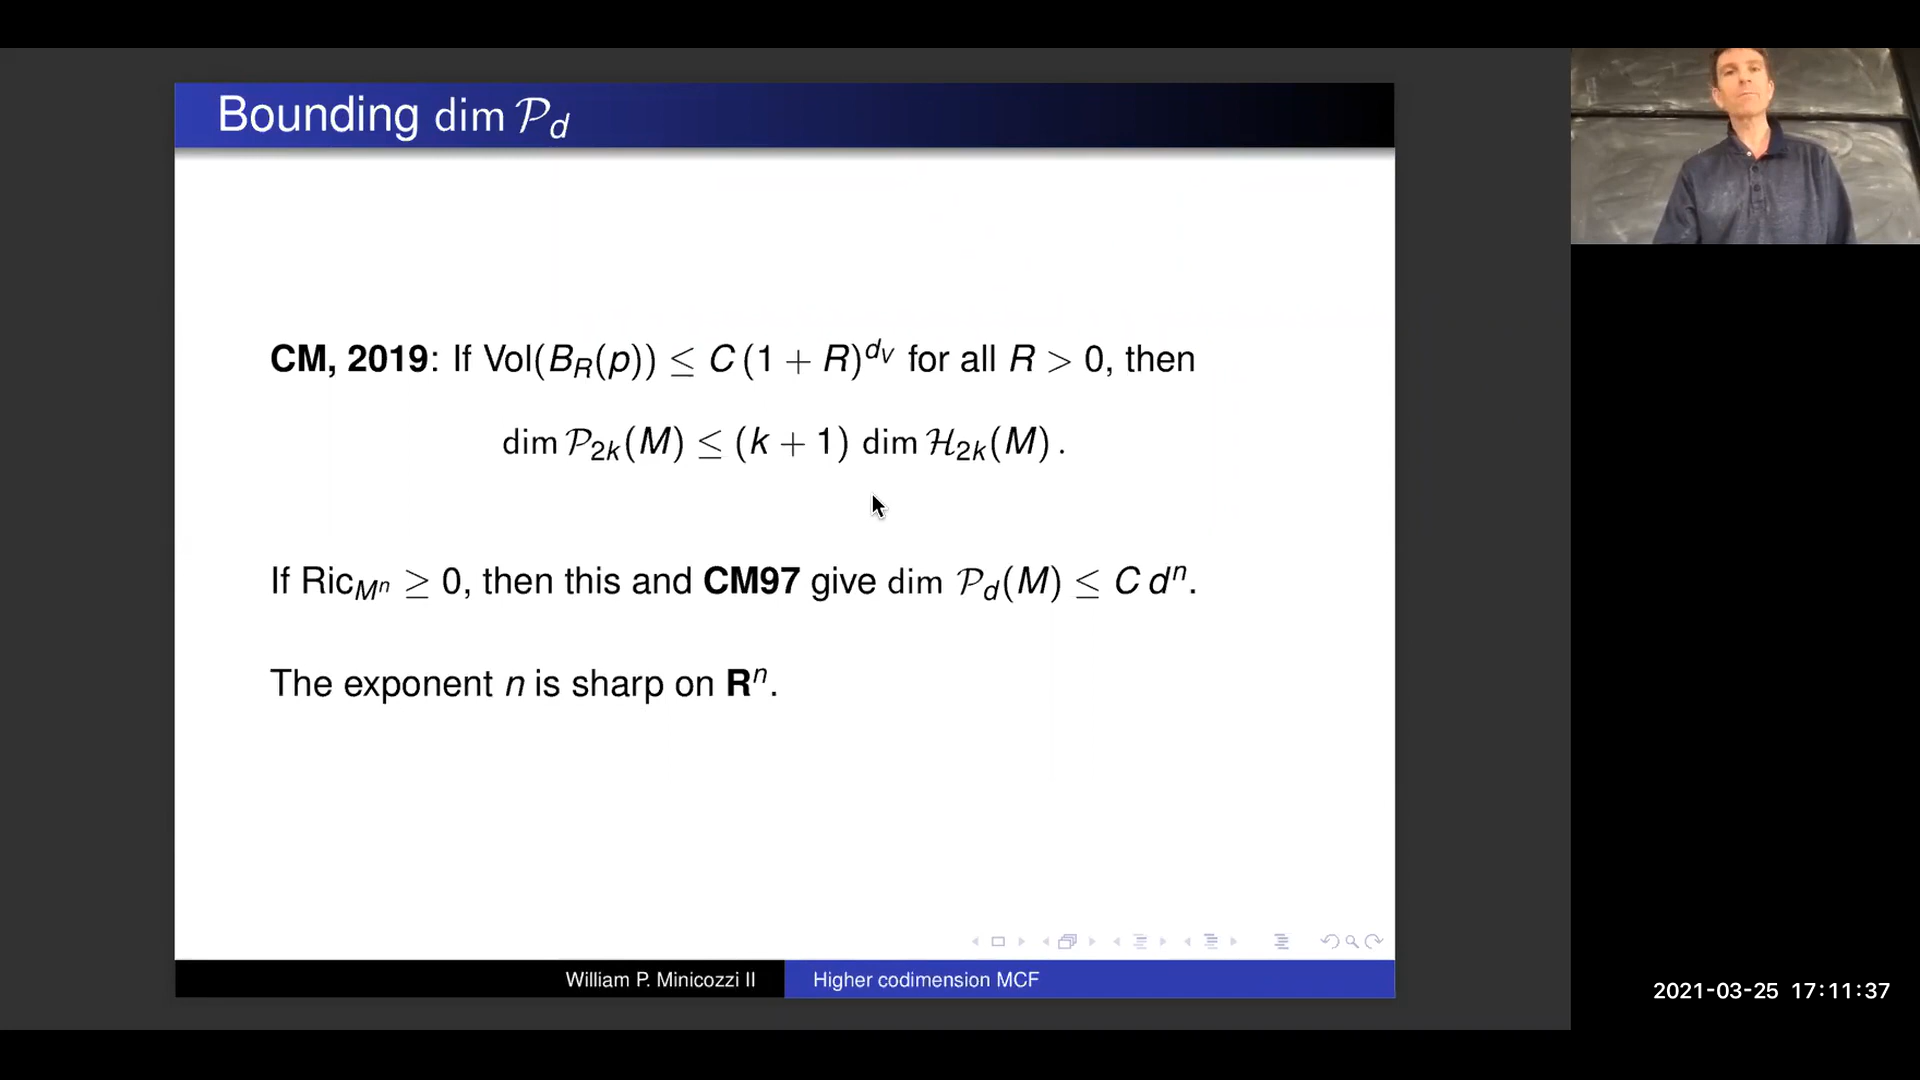 Bounding dim 𝒫_d
CM, 2019: If Vol(B_R(p)) ≤ C (1 + R)^{d_V} for all R > 0, then
dim 𝒫_{2k}(M) ≤ (k + 1) dim ℋ_{2k}(M) .
If Ric_{M^n} ≥ 0, then this and CM97 give dim 𝒫_d(M) ≤ C d^n.
The exponent n is sharp on R^n.
William P. Minicozzi II
Higher codimension MCF
2021-03-25 17:11:37